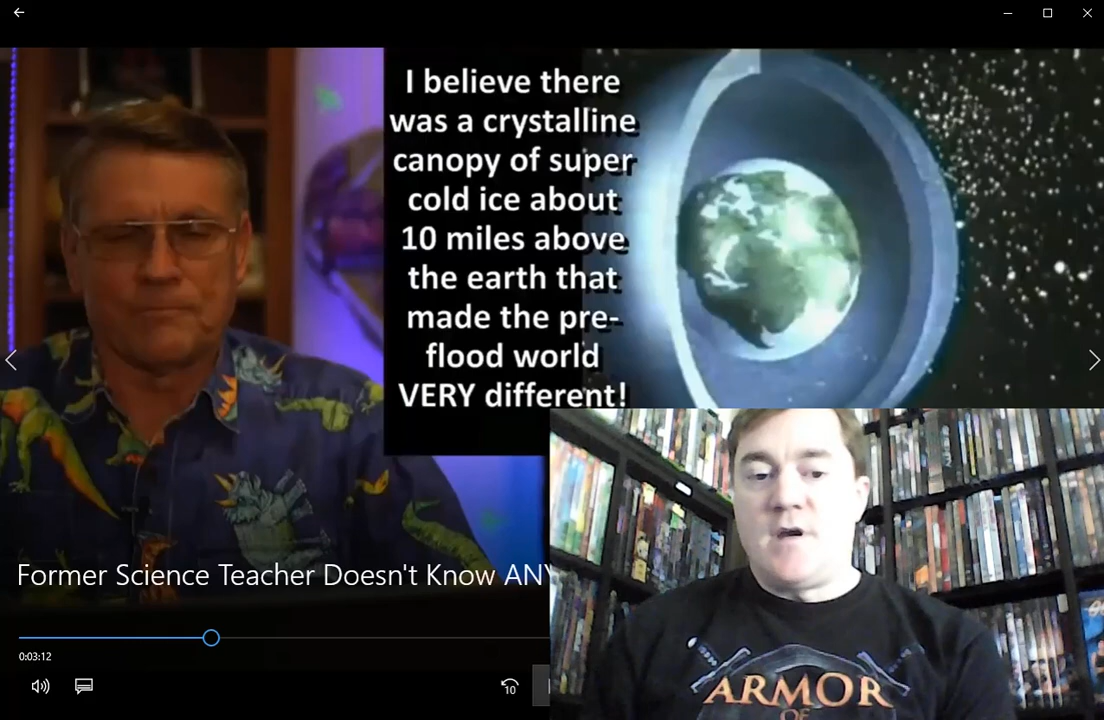 I believe there
was a crystalline
canopy of super
cold ice about
10 miles above
the earth that
made the pre-
flood world
VERY different!
Former Science Teacher Doesn't Know AN
0:03:12
10
ARMOR
OF